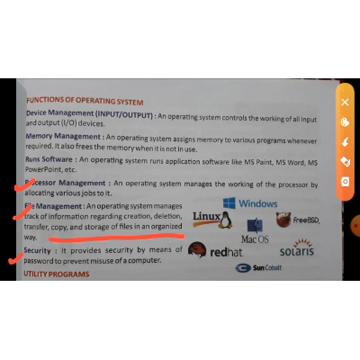 FUNCTIONS OF OPERATING SYSTEM
Device Management (INPUT/OUTPUT) : An operating system controls the working of all input
and output (I/O) devices.
Memory Management : An operating system assigns memory to various programs whenever
required. It also frees the memory when it is not in use.
Runs Software : An operating system runs application software like MS Paint, MS Word, MS
PowerPoint, etc.
Processor Management : An operating system manages the working of the processor by
allocating various jobs to it.
File Management : An operating system manages
track of information regarding creation, deletion,
transfer, copy, and storage of files in an organized
way.
Security : It provides security by means of
password to prevent misuse of a computer.
Windows
Linux
FreeBSD
Mac OS
redhat
solaris
Sun Cobalt
UTILITY PROGRAMS